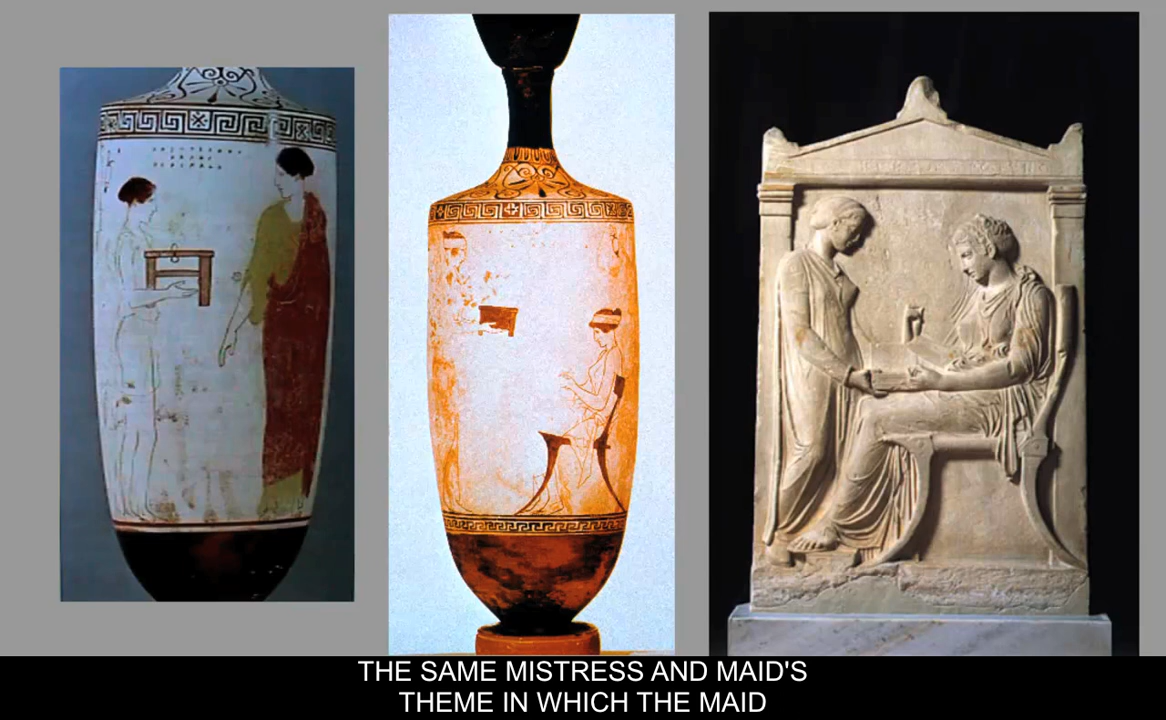 THE SAME MISTRESS AND MAID'S
THEME IN WHICH THE MAID